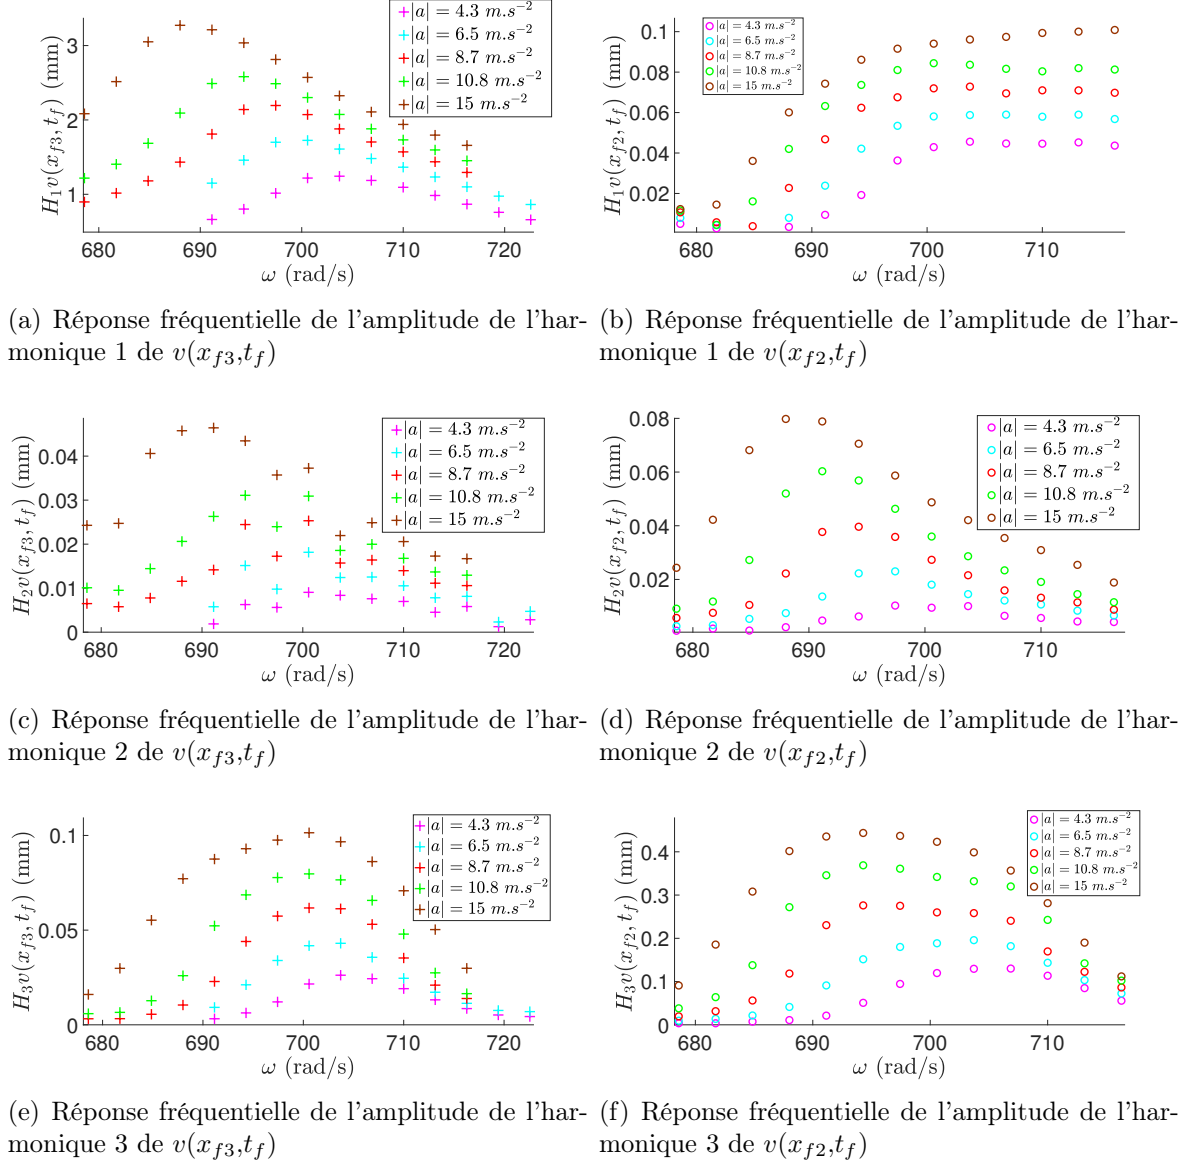 |a| = 4.3 m.s−2
|a| = 6.5 m.s−2
|a| = 8.7 m.s−2
|a| = 10.8 m.s−2
|a| = 15 m.s−2
3
2
1
H1v(xf3, tf) (mm)
680 690 700 710 720
ω (rad/s)
(a) Réponse fréquentielle de l'amplitude de l'har-
monique 1 de v(xf3,tf)
|a| = 4.3 m.s−2
|a| = 6.5 m.s−2
|a| = 8.7 m.s−2
|a| = 10.8 m.s−2
|a| = 15 m.s−2
0.1
0.08
0.06
0.04
0.02
H1v(xf2, tf) (mm)
680 690 700 710
ω (rad/s)
(b) Réponse fréquentielle de l'amplitude de l'har-
monique 1 de v(xf2,tf)
|a| = 4.3 m.s−2
|a| = 6.5 m.s−2
|a| = 8.7 m.s−2
|a| = 10.8 m.s−2
|a| = 15 m.s−2
0.04
0.03
0.02
0.01
0
H2v(xf3, tf) (mm)
680 690 700 710 720
ω (rad/s)
(c) Réponse fréquentielle de l'amplitude de l'har-
monique 2 de v(xf3,tf)
|a| = 4.3 m.s−2
|a| = 6.5 m.s−2
|a| = 8.7 m.s−2
|a| = 10.8 m.s−2
|a| = 15 m.s−2
0.08
0.06
0.04
0.02
H2v(xf2, tf) (mm)
680 690 700 710
ω (rad/s)
(d) Réponse fréquentielle de l'amplitude de l'har-
monique 2 de v(xf2,tf)
|a| = 4.3 m.s−2
|a| = 6.5 m.s−2
|a| = 8.7 m.s−2
|a| = 10.8 m.s−2
|a| = 15 m.s−2
0.1
0.05
0
H3v(xf3, tf) (mm)
680 690 700 710 720
ω (rad/s)
(e) Réponse fréquentielle de l'amplitude de l'har-
monique 3 de v(xf3,tf)
|a| = 4.3 m.s−2
|a| = 6.5 m.s−2
|a| = 8.7 m.s−2
|a| = 10.8 m.s−2
|a| = 15 m.s−2
0.4
0.3
0.2
0.1
0
H3v(xf2, tf) (mm)
680 690 700 710
ω (rad/s)
(f) Réponse fréquentielle de l'amplitude de l'har-
monique 3 de v(xf2,tf)